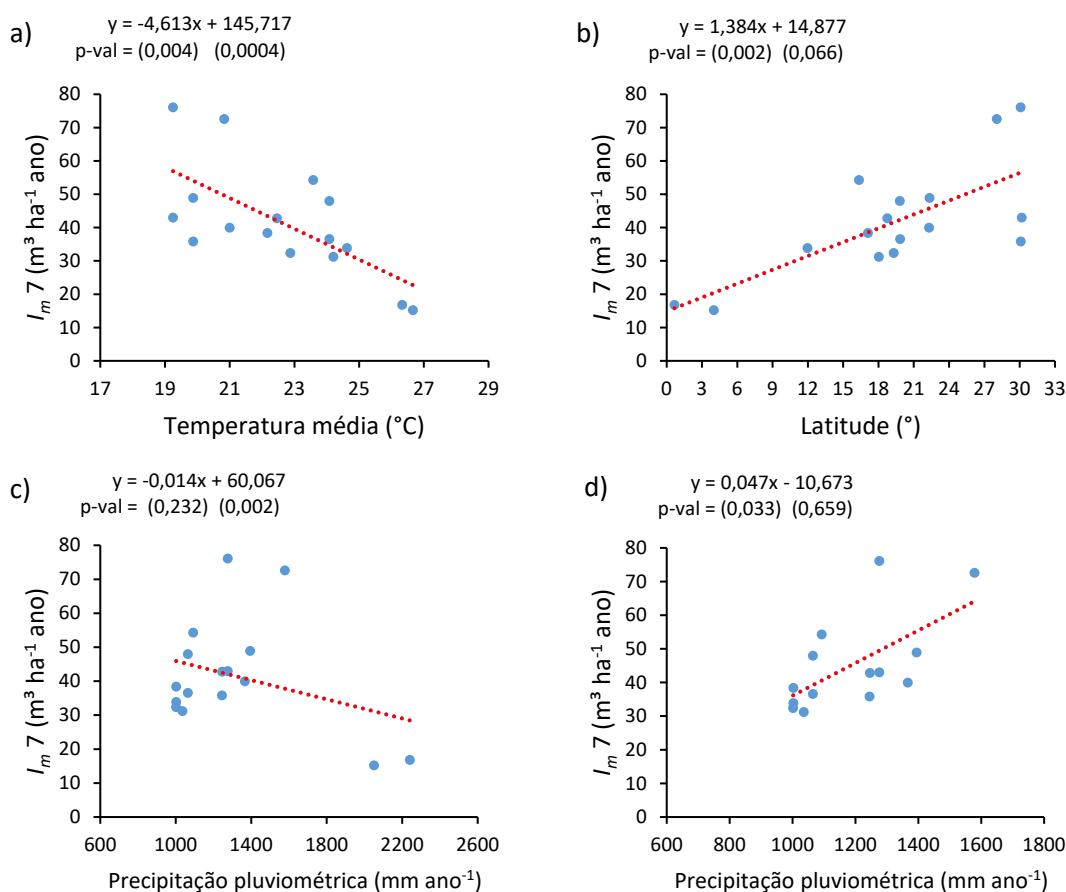 a)
y = -4,613x + 145,717
p-val = (0,004) (0,0004)
80
70
60
50
40
30
20
10
0
I_m 7 (m³ ha⁻¹ ano)
17 19 21 23 25 27 29
Temperatura média (°C)
b)
y = 1,384x + 14,877
p-val = (0,002) (0,066)
80
70
60
50
40
30
20
10
0
I_m 7 (m³ ha⁻¹ ano)
0 3 6 9 12 15 18 21 24 27 30 33
Latitude (°)
c)
y = -0,014x + 60,067
p-val = (0,232) (0,002)
80
70
60
50
40
30
20
10
0
I_m 7 (m³ ha⁻¹ ano)
600 1000 1400 1800 2200 2600
Precipitação pluviométrica (mm ano⁻¹)
d)
y = 0,047x - 10,673
p-val = (0,033) (0,659)
80
70
60
50
40
30
20
10
0
I_m 7 (m³ ha⁻¹ ano)
600 800 1000 1200 1400 1600 1800
Precipitação pluviométrica (mm ano⁻¹)